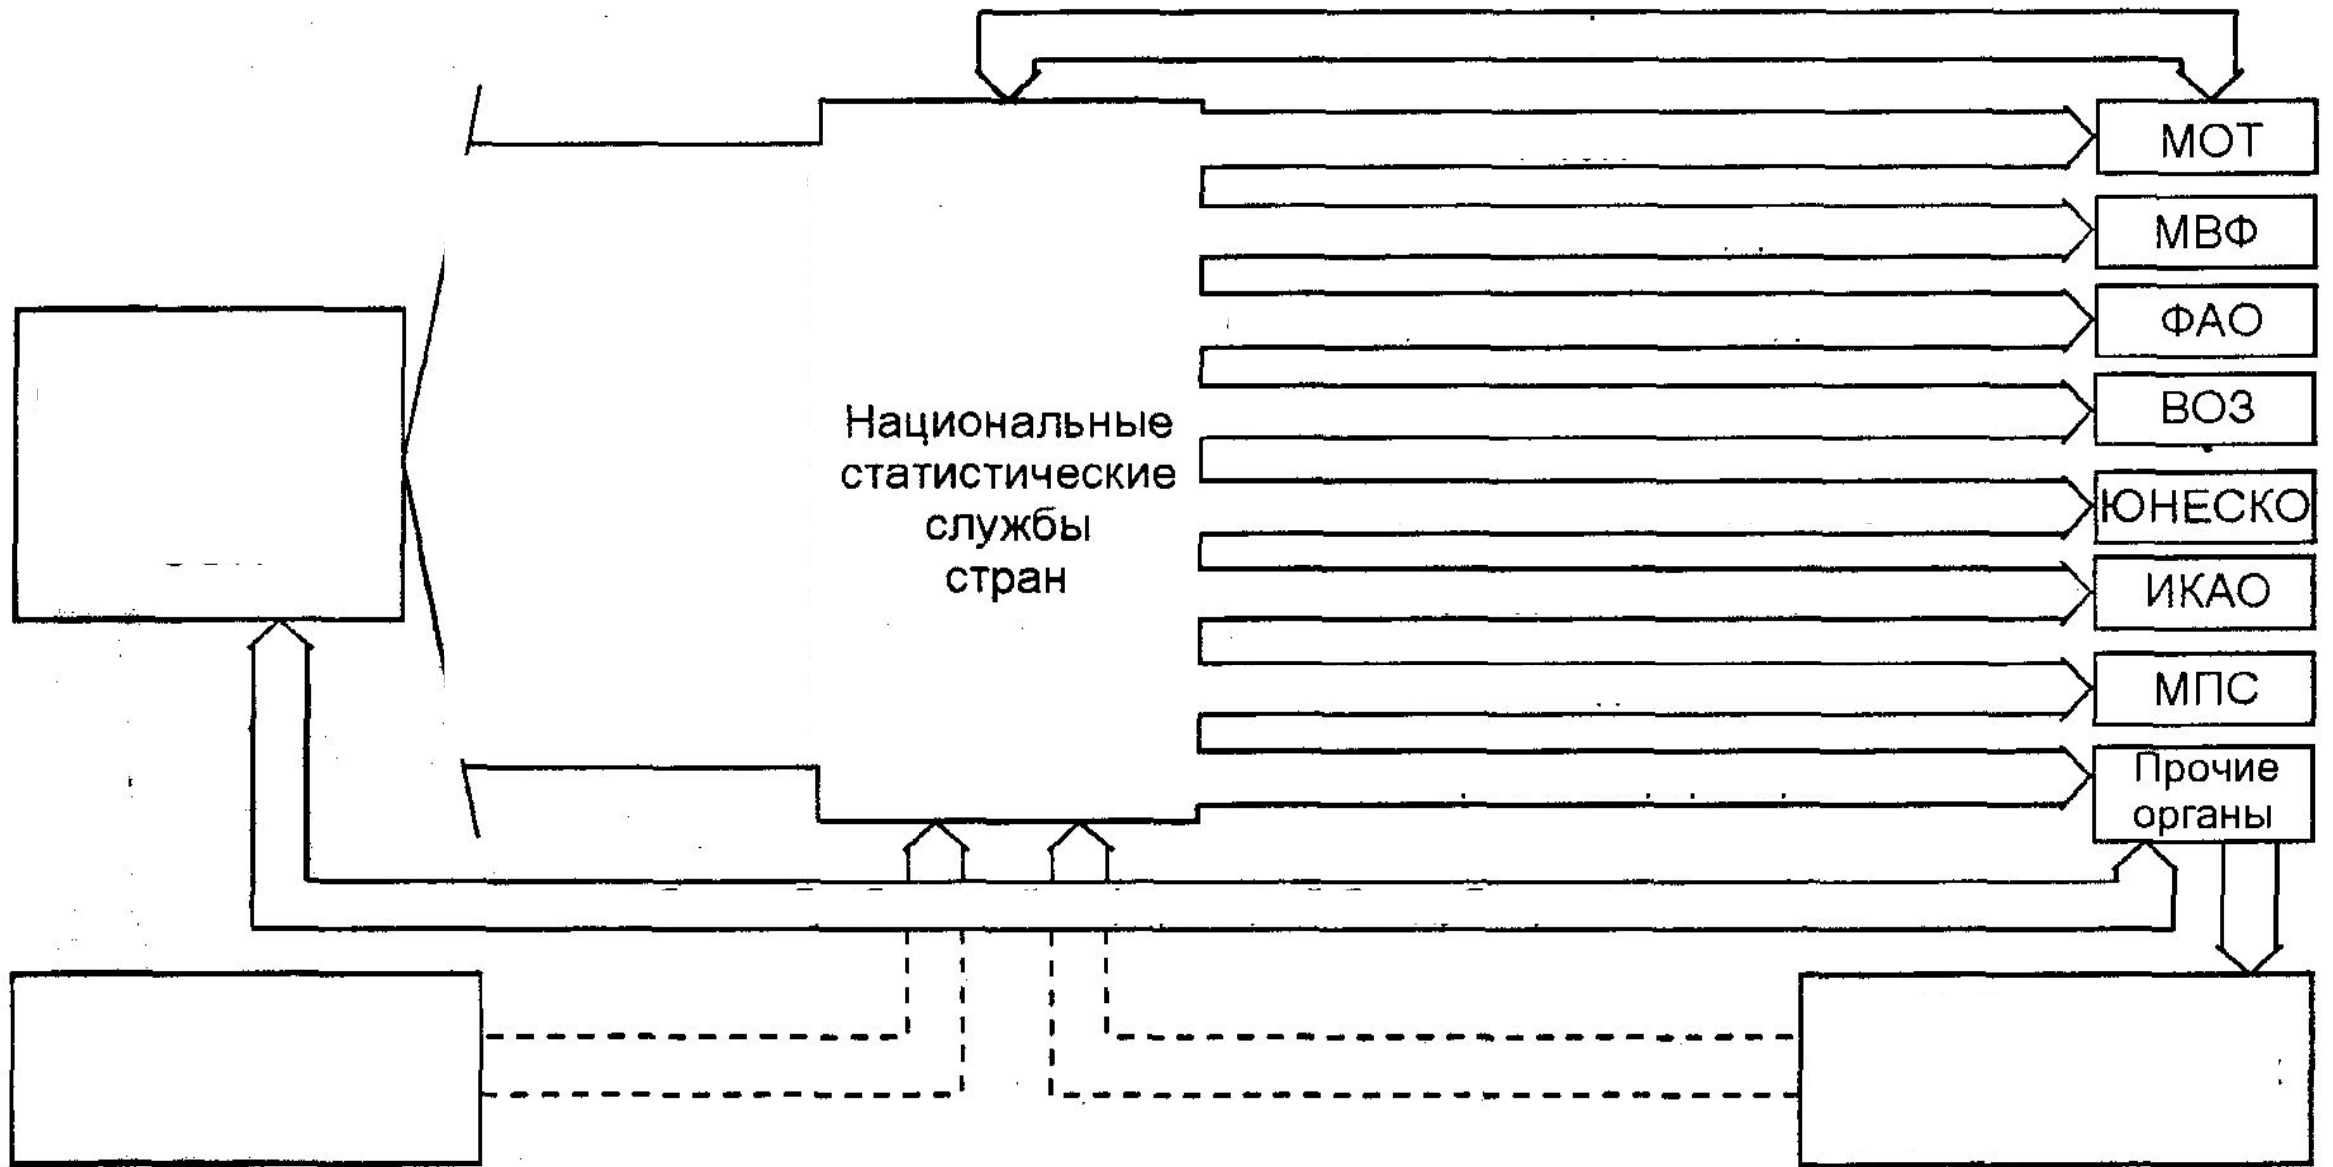 МОТ
МВФ
ФАО
ВОЗ
Национальные
статистические
службы
стран
ЮНЕСКО
ИКАО
МПС
Прочие
органы